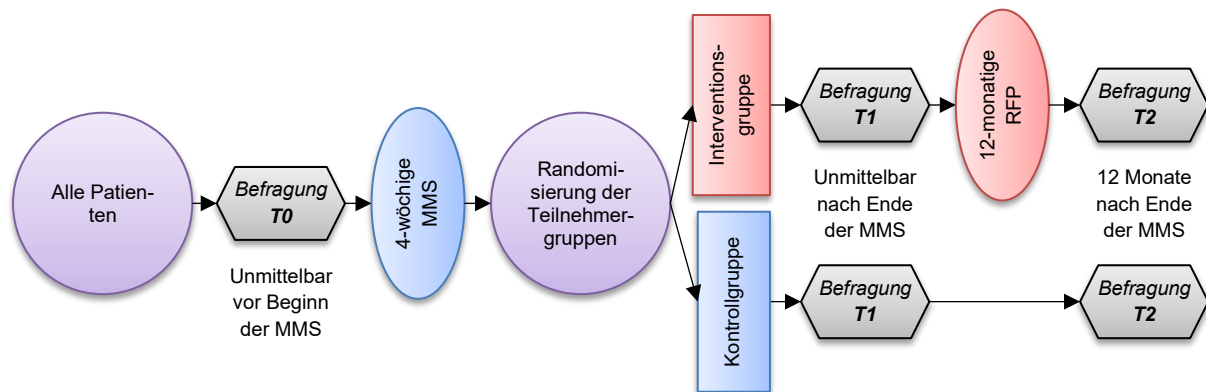 Alle Patien-
ten
Befragung
T0
Unmittelbar
vor Beginn
der MMS
4-wöchige
MMS
Randomi-
sierung der
Teilnehmer-
gruppen
Interventions-
gruppe
Befragung
T1
Unmittelbar
nach Ende
der MMS
12-monatige
RFP
Befragung
T2
12 Monate
nach Ende
der MMS
Kontrollgruppe
Befragung
T1
Befragung
T2